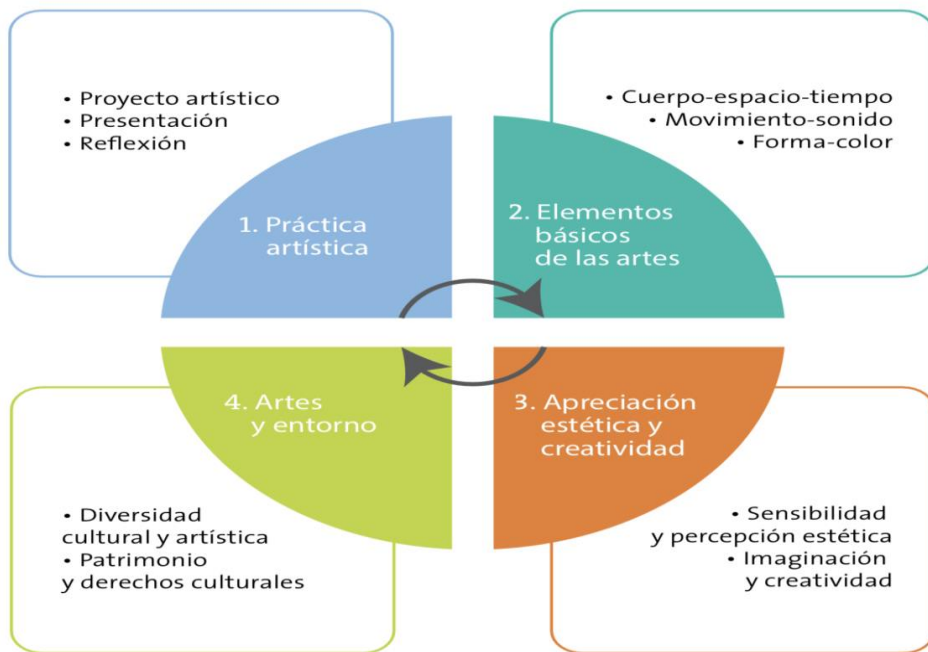 • Proyecto artístico
• Presentación
• Reflexión
1. Práctica
artística
• Cuerpo-espacio-tiempo
• Movimiento-sonido
• Forma-color
2. Elementos
básicos
de las artes
3. Apreciación
estética y
creatividad
• Sensibilidad
y percepción estética
• Imaginación
y creatividad
4. Artes
y entorno
• Diversidad
cultural y artística
• Patrimonio
y derechos culturales